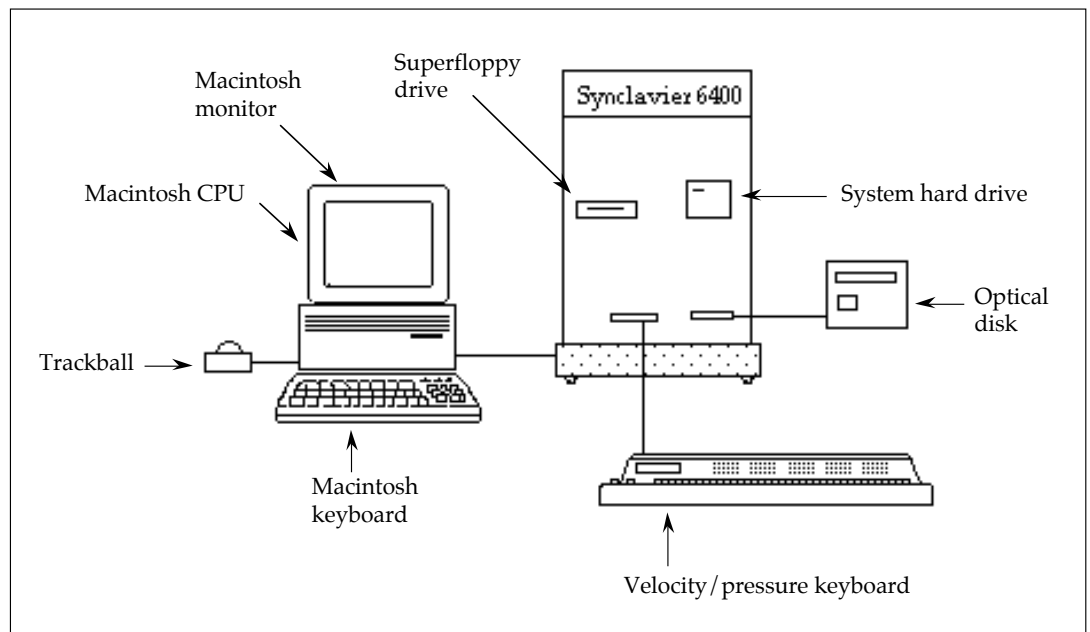 Superfloppy
drive
Macintosh
monitor
Synclavier 6400
Macintosh CPU
System hard drive
Optical
disk
Trackball
Macintosh
keyboard
Velocity/pressure keyboard